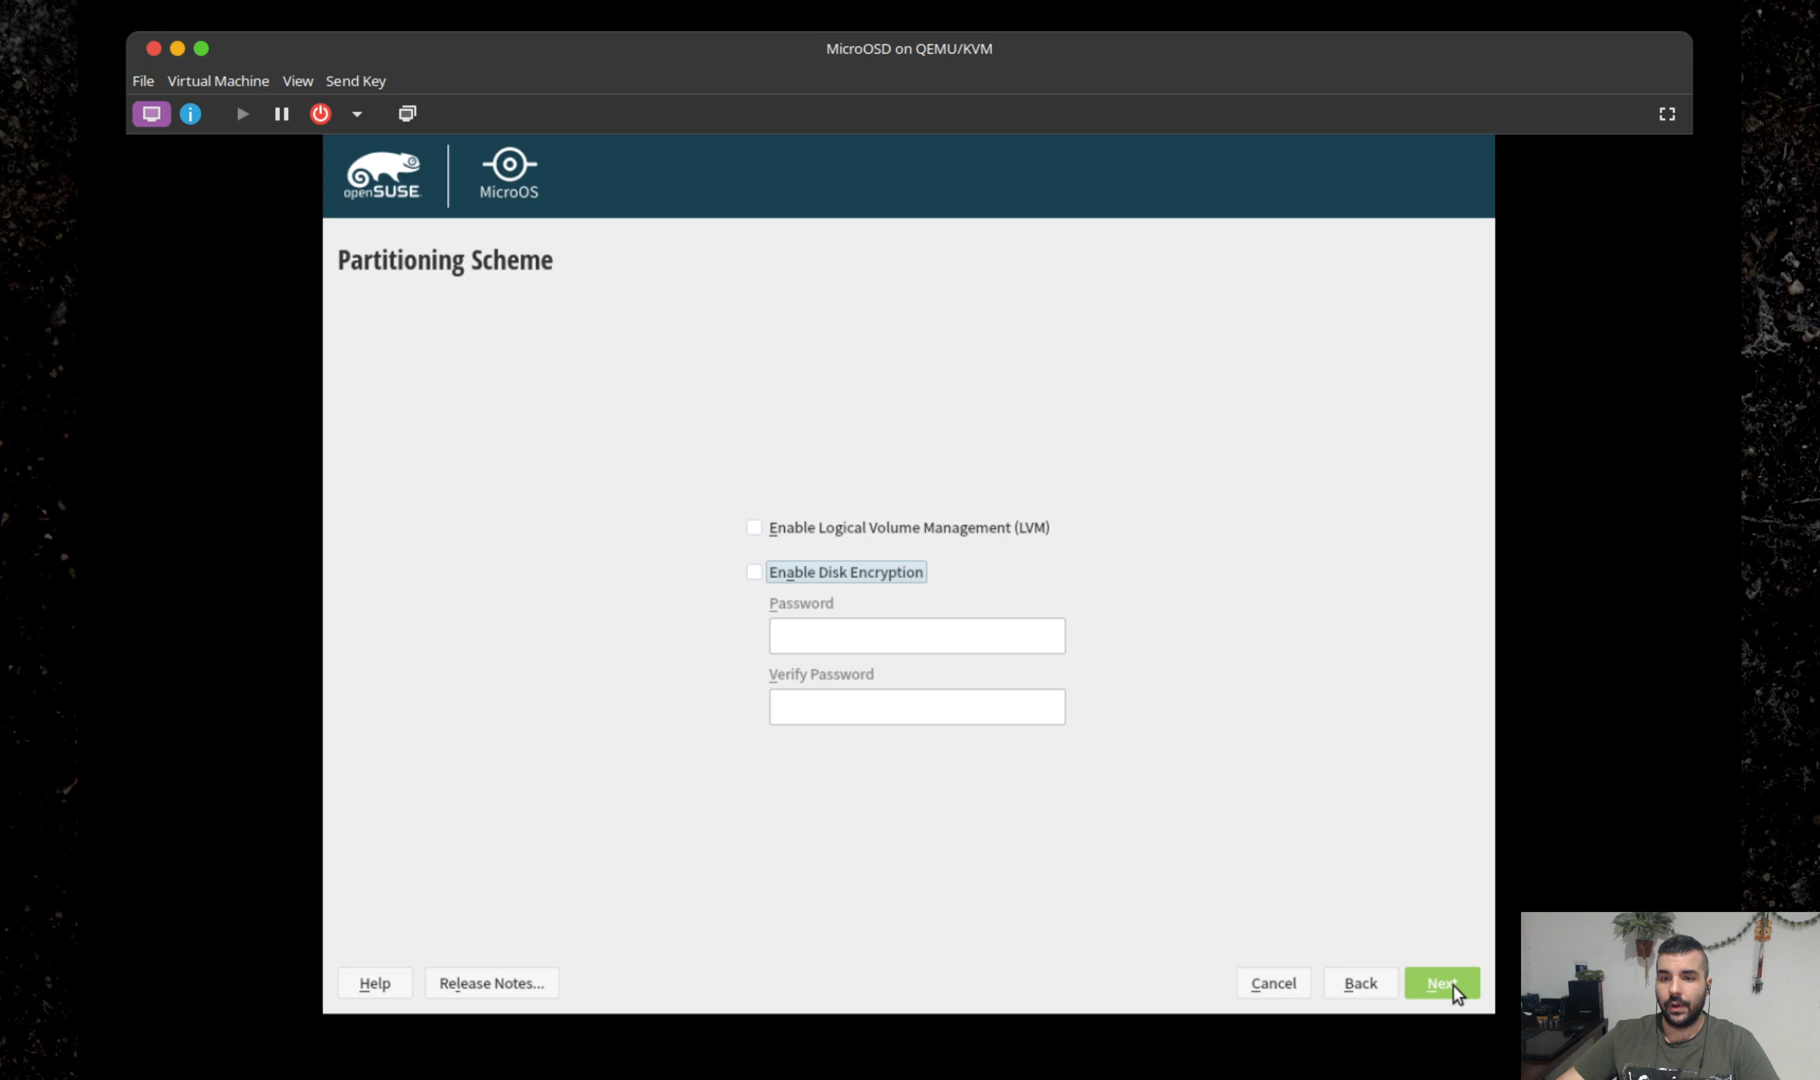 MicroOSD on QEMU/KVM
File Virtual Machine View Send Key
openSUSE
MicroOS
Partitioning Scheme
Enable Logical Volume Management (LVM)
Enable Disk Encryption
Password
Verify Password
Help Release Notes... Cancel Back Next